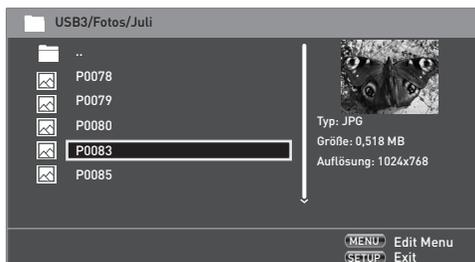 USB3/Fotos/Juli
..
P0078
P0079
P0080
P0083
P0085
Typ: JPG
Größe: 0,518 MB
Auflösung: 1024x768
MENU Edit Menu
SETUP Exit